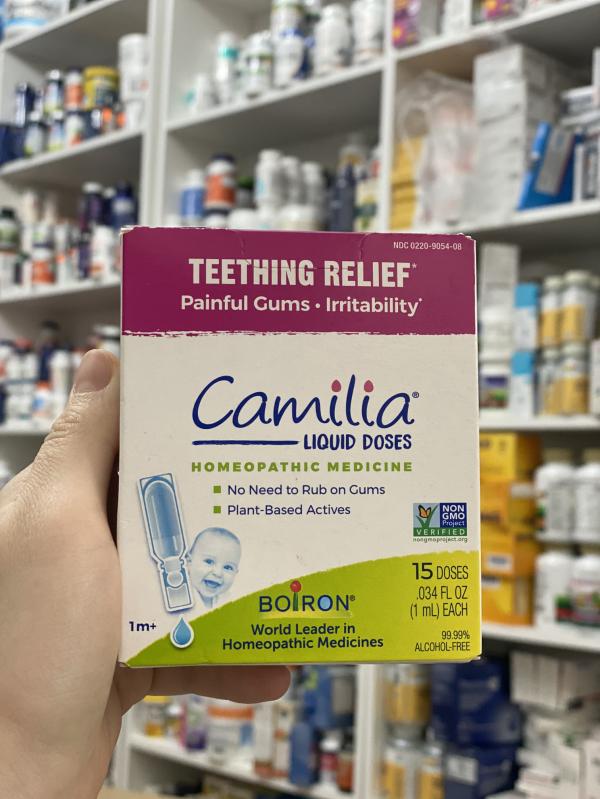 NDC 0220-9054-08
TEETHING RELIEF*
Painful Gums • Irritability*
Camilia®
LIQUID DOSES
HOMEOPATHIC MEDICINE
■ No Need to Rub on Gums
■ Plant-Based Actives
NON
GMO
Project
VERIFIED
nongmoproject.org
15 DOSES
.034 FL OZ
(1 mL) EACH
BOIRON®
1m+
World Leader in
Homeopathic Medicines
99.99%
ALCOHOL-FREE